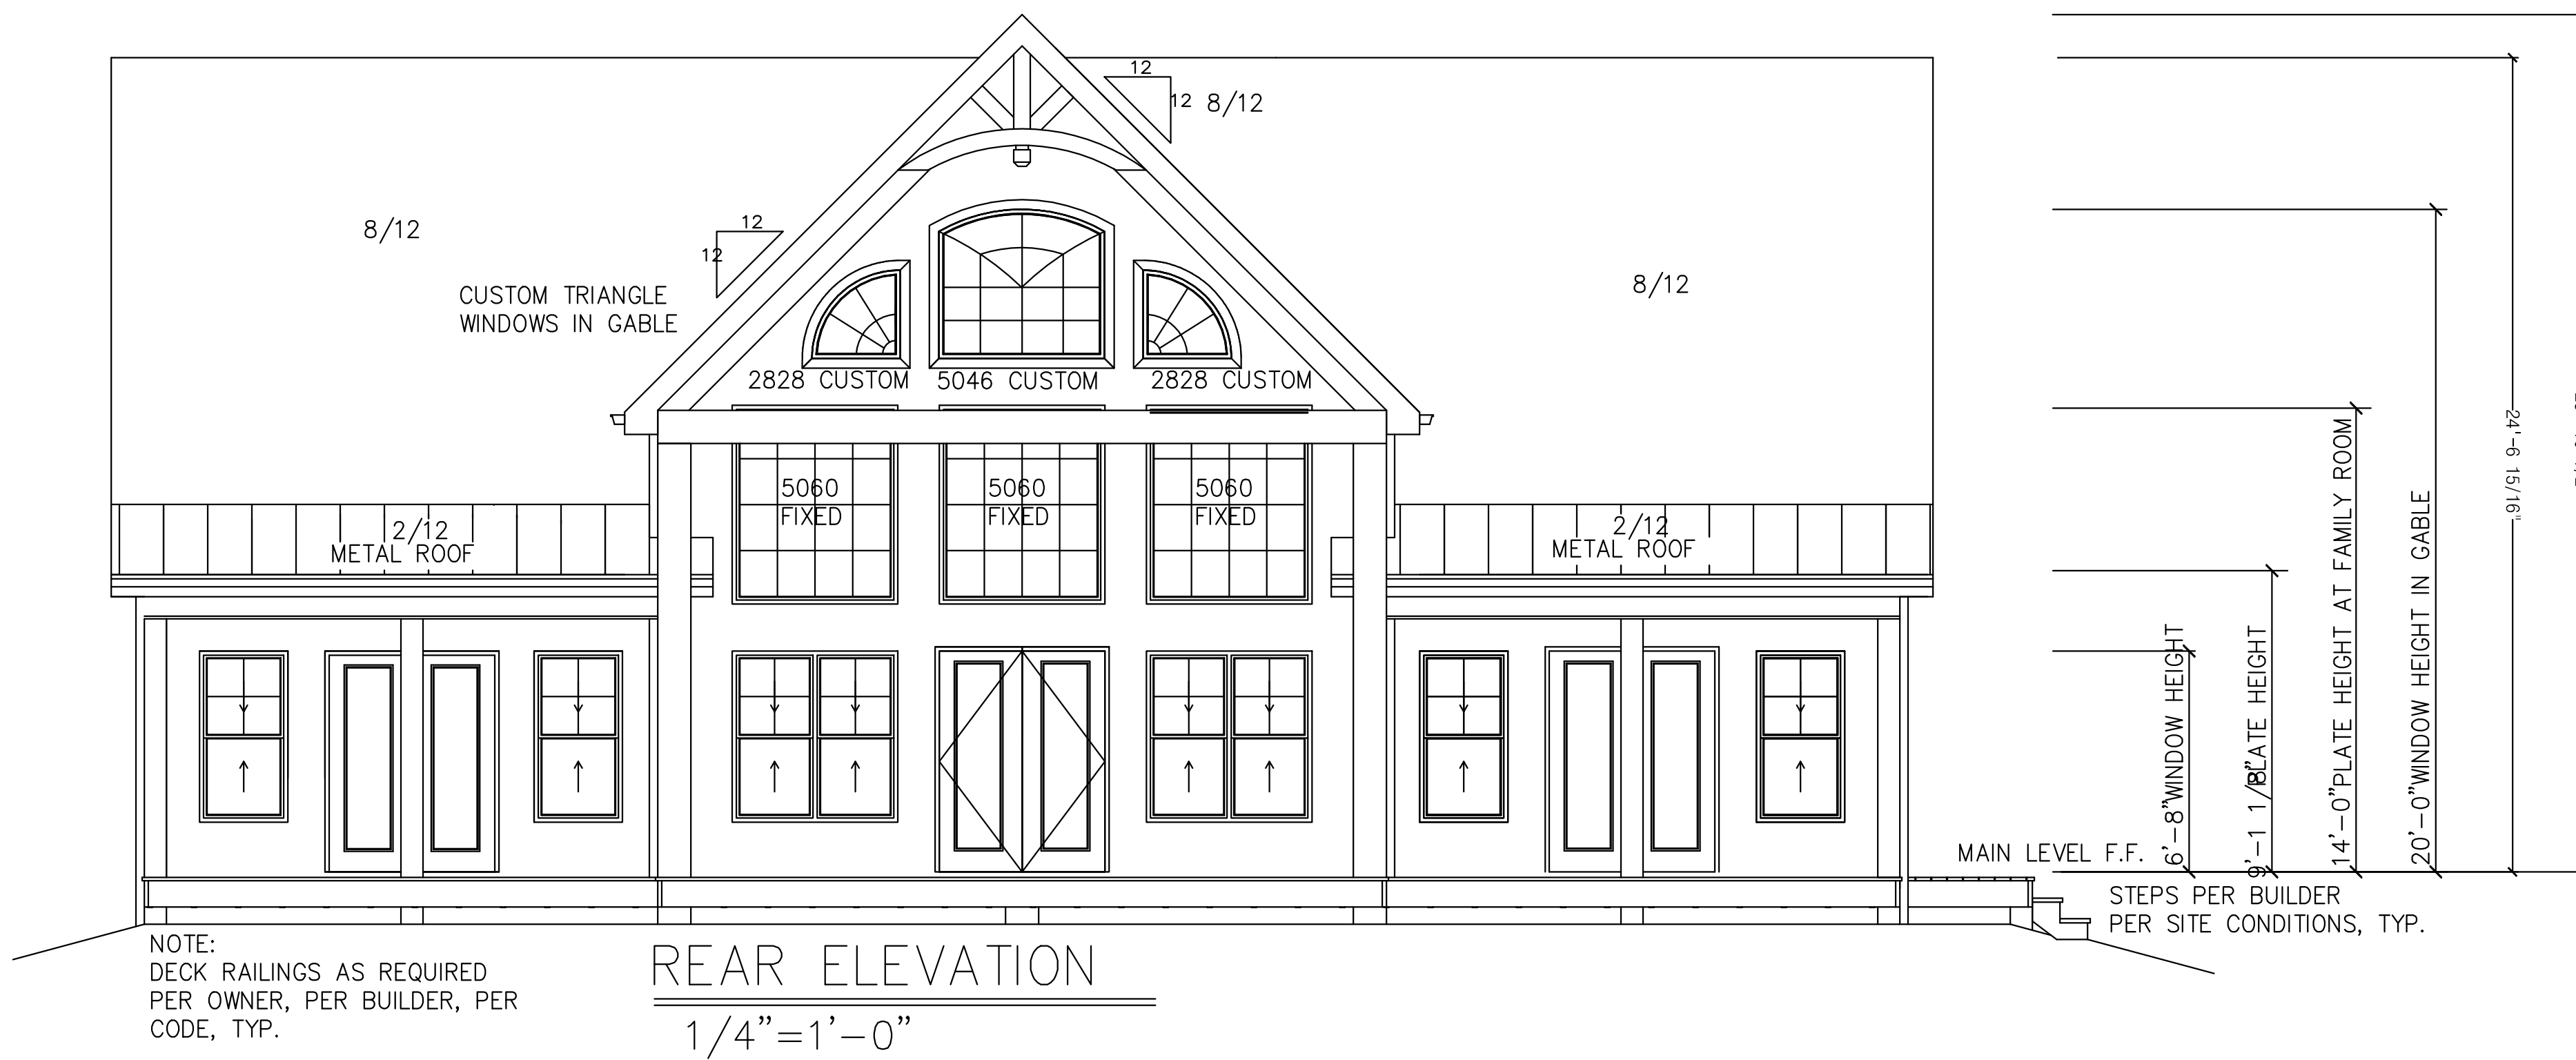 12
12 8/12
8/12
12
12
8/12
CUSTOM TRIANGLE
WINDOWS IN GABLE
2828 CUSTOM
5046 CUSTOM
2828 CUSTOM
5060
FIXED
5060
FIXED
5060
FIXED
2/12
METAL ROOF
2/12
METAL ROOF
6'-8" WINDOW HEIGHT
9'-1 1/8" PLATE HEIGHT
14'-0" PLATE HEIGHT AT FAMILY ROOM
20'-0" WINDOW HEIGHT IN GABLE
24'-6 15/16"
MAIN LEVEL F.F.
STEPS PER BUILDER
PER SITE CONDITIONS, TYP.
NOTE:
DECK RAILINGS AS REQUIRED
PER OWNER, PER BUILDER, PER
CODE, TYP.
REAR ELEVATION
1/4"=1'-0"